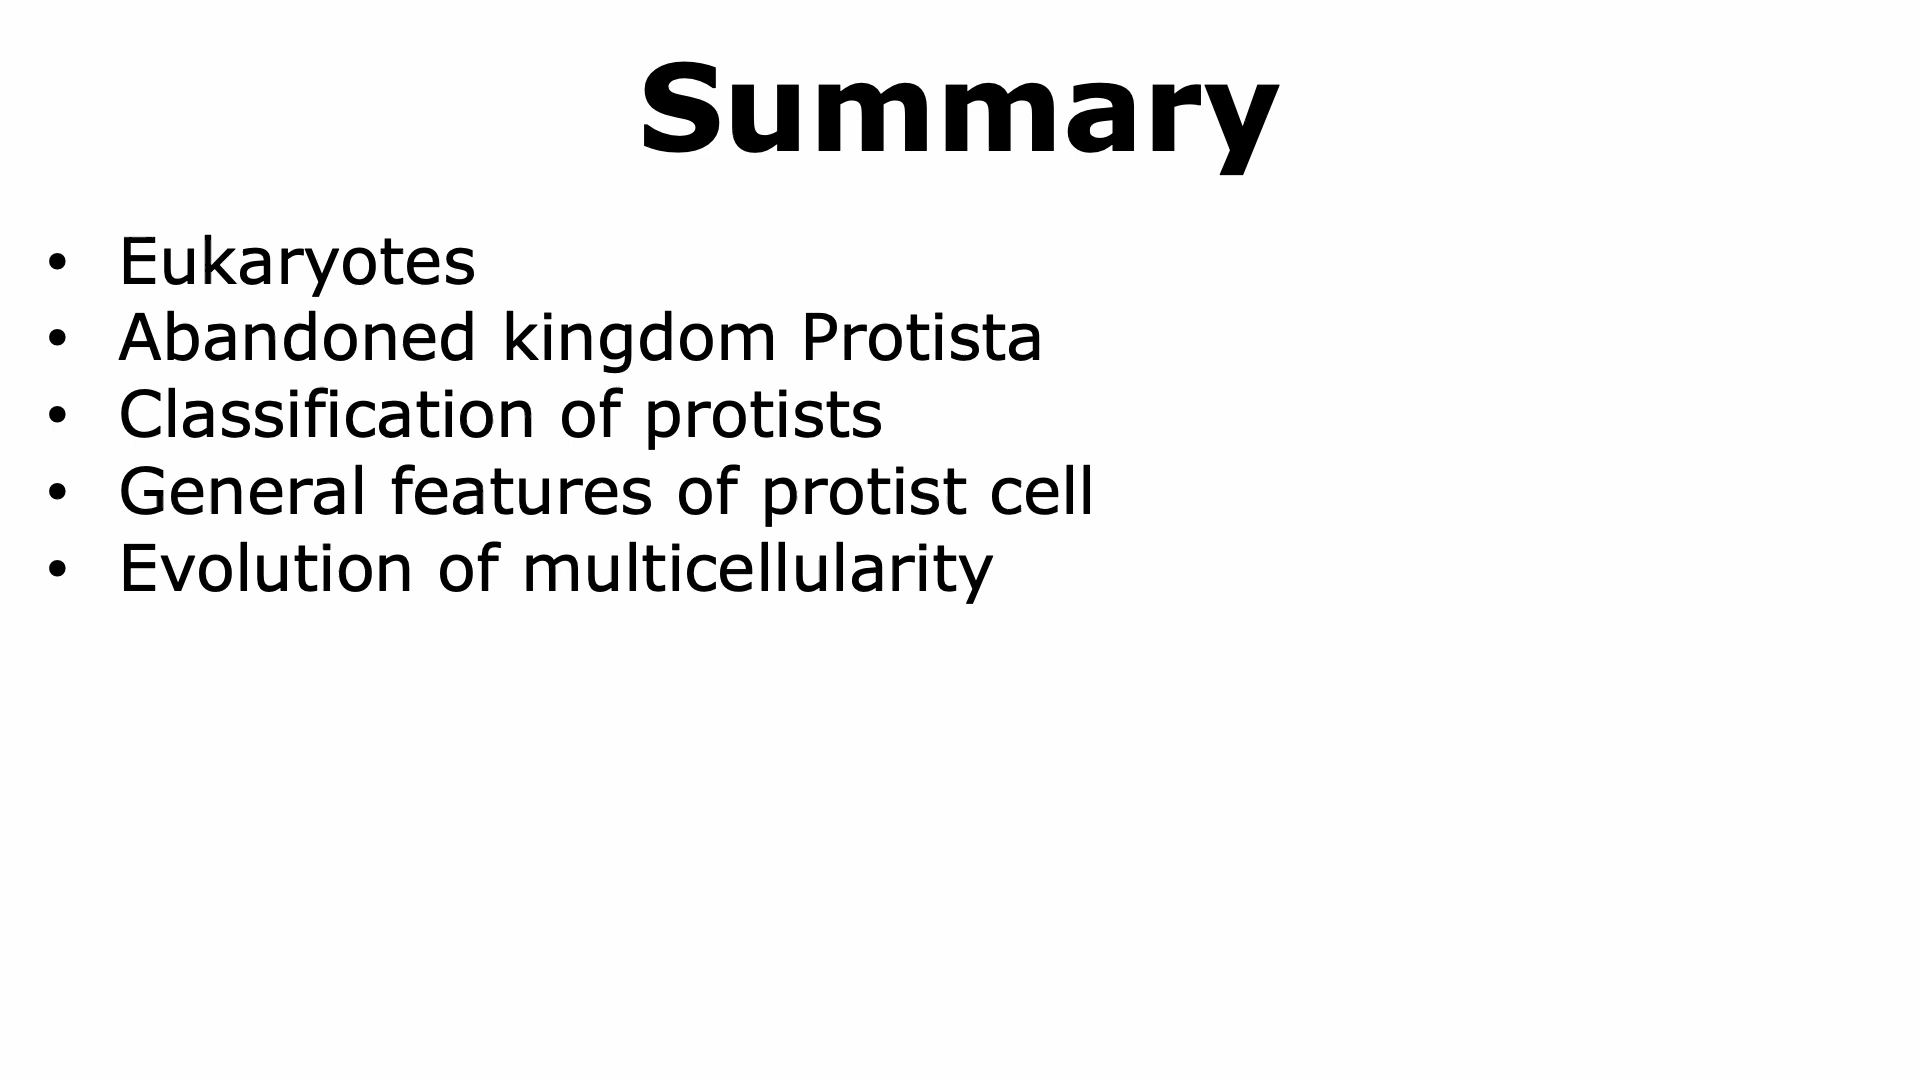 Summary
• Eukaryotes
• Abandoned kingdom Protista
• Classification of protists
• General features of protist cell
• Evolution of multicellularity